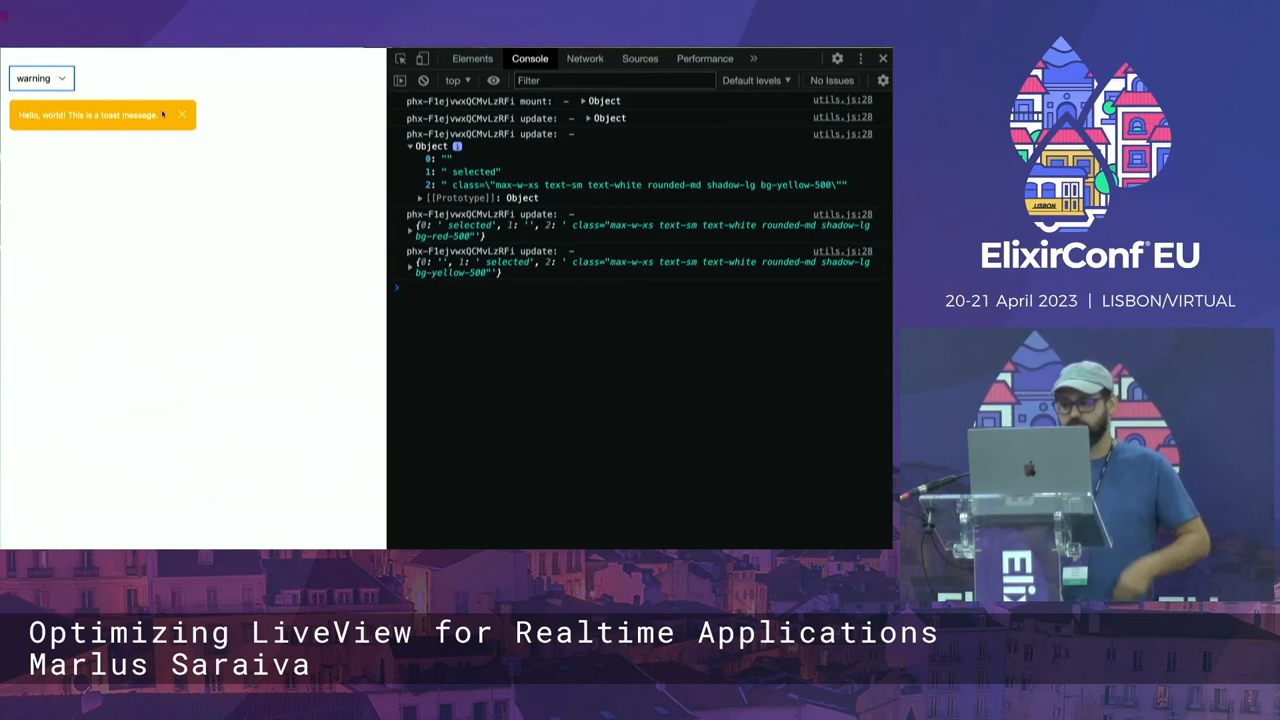 warning
Hello, world! This is a toast message.
Elements Console Network Sources Performance »
top Filter Default levels No Issues
phx-F1ejvwxQCMvLzRFi mount: – Object utils.js:28
phx-F1ejvwxQCMvLzRFi update: – Object utils.js:28
phx-F1ejvwxQCMvLzRFi update: – utils.js:28
Object i
0: ""
1: " selected"
2: " class=\"max-w-xs text-sm text-white rounded-md shadow-lg bg-yellow-500\""
[[Prototype]]: Object
phx-F1ejvwxQCMvLzRFi update: – utils.js:28
{0: ' selected', 1: '', 2: ' class="max-w-xs text-sm text-white rounded-md shadow-lg
bg-red-500"'}
phx-F1ejvwxQCMvLzRFi update: – utils.js:28
{0: '', 1: ' selected', 2: ' class="max-w-xs text-sm text-white rounded-md shadow-lg
bg-yellow-500"'}
LISBON
ElixirConf® EU
20-21 April 2023 | LISBON/VIRTUAL
Elix
Optimizing LiveView for Realtime Applications
Marlus Saraiva